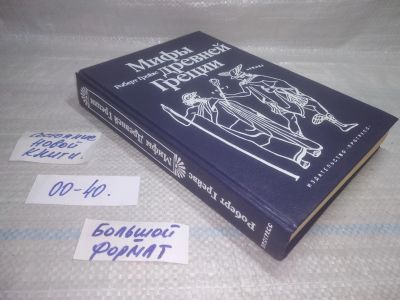 Роберт Грейвс
Мифы
древней
Греции
ИЗДАТЕЛЬСТВО «ПРОГРЕСС»
Роберт Грейвс
Мифы Древней Греции
ПРОГРЕСС
СОСТОЯНИЕ
НОВОЙ
КНИГИ.
00-40.
БОЛЬШОЙ
ФОРМАТ